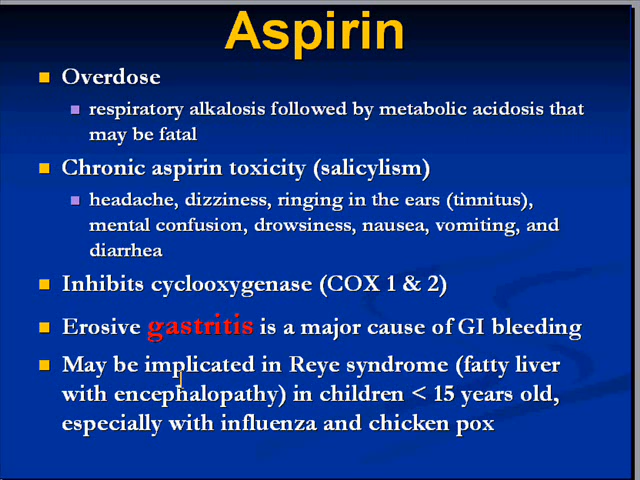 Aspirin
Overdose
respiratory alkalosis followed by metabolic acidosis that
may be fatal
Chronic aspirin toxicity (salicylism)
headache, dizziness, ringing in the ears (tinnitus),
mental confusion, drowsiness, nausea, vomiting, and
diarrhea
Inhibits cyclooxygenase (COX 1 & 2)
Erosive gastritis is a major cause of GI bleeding
May be implicated in Reye syndrome (fatty liver
with encephalopathy) in children < 15 years old,
especially with influenza and chicken pox